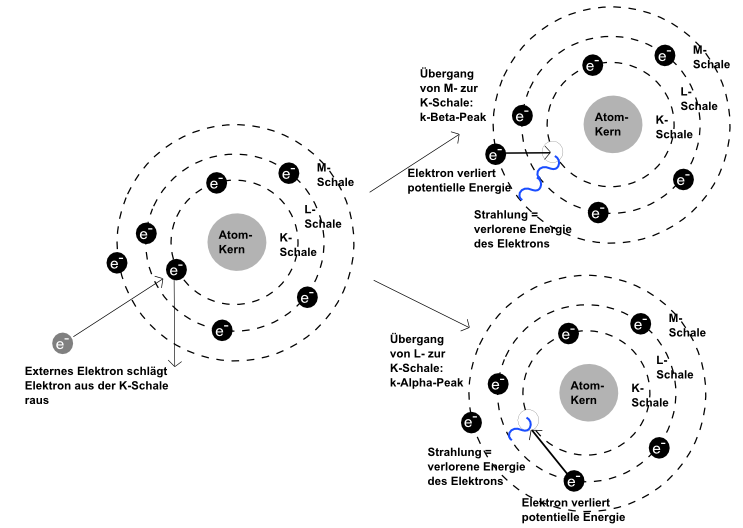 e⁻
e⁻
e⁻
e⁻
e⁻
e⁻
e⁻
e⁻
M-
Schale
L-
Schale
K-
Schale
Atom-
Kern
Externes Elektron schlägt
Elektron aus der K-Schale
raus
Übergang
von M- zur
K-Schale:
k-Beta-Peak
e⁻
e⁻
e⁻
e⁻
e⁻
e⁻
M-
Schale
L-
Schale
K-
Schale
Atom-
Kern
Elektron verliert
potentielle Energie
Strahlung =
verlorene Energie
des Elektrons
Übergang
von L- zur
K-Schale:
k-Alpha-Peak
e⁻
e⁻
e⁻
e⁻
e⁻
e⁻
M-
Schale
L-
Schale
K-
Schale
Atom-
Kern
Strahlung =
verlorene Energie
des Elektrons
Elektron verliert
potentielle Energie